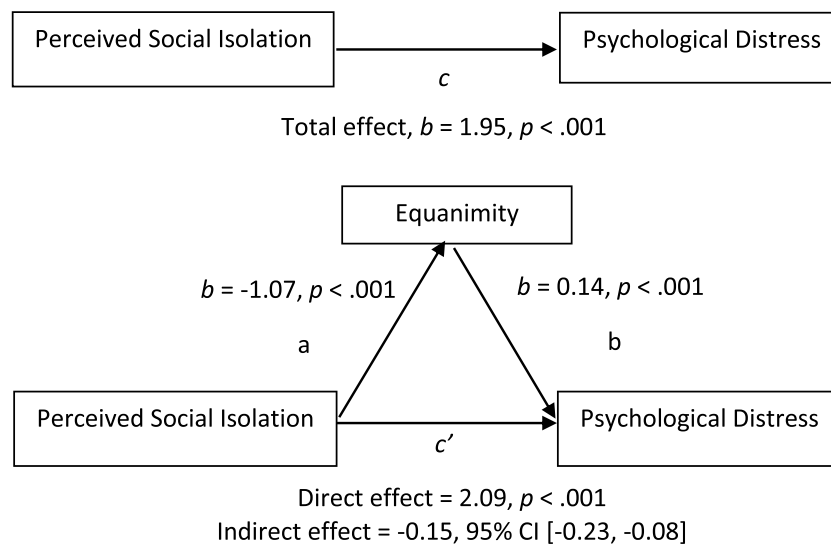 Perceived Social Isolation
Psychological Distress
c
Total effect, b = 1.95, p < .001
Equanimity
b = -1.07, p < .001
b = 0.14, p < .001
a
b
Perceived Social Isolation
Psychological Distress
c’
Direct effect = 2.09, p < .001
Indirect effect = -0.15, 95% CI [-0.23, -0.08]